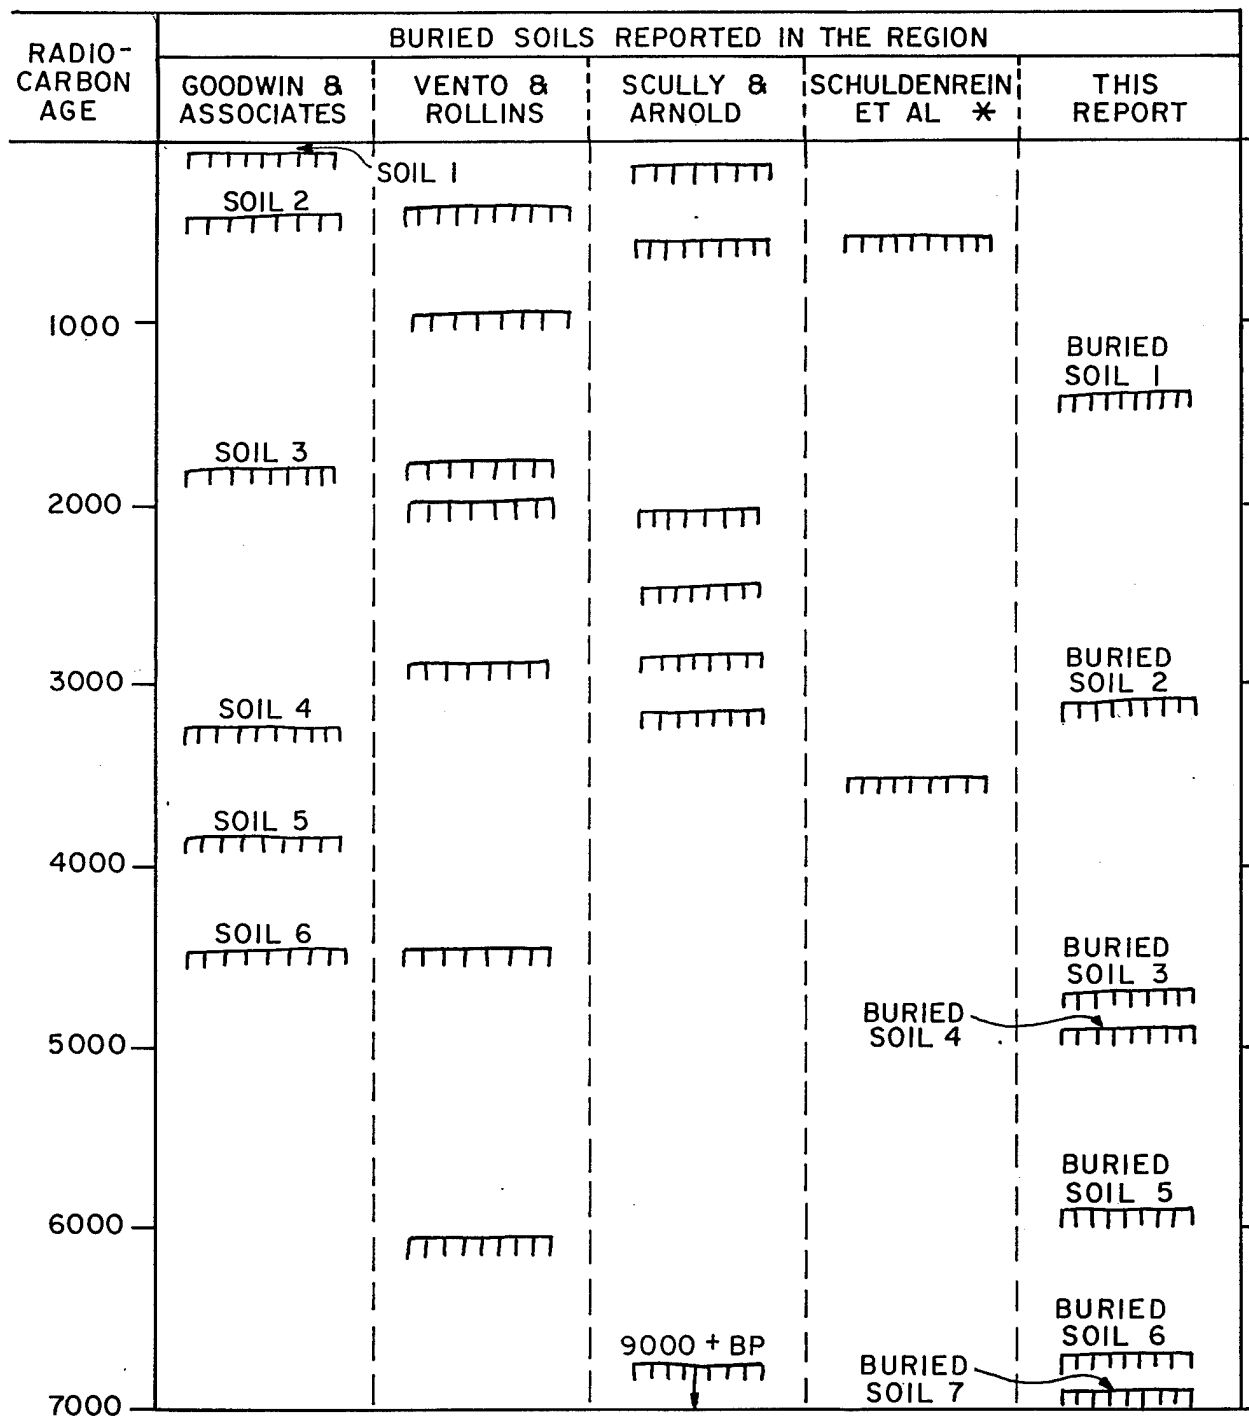 BURIED SOILS REPORTED IN THE REGION
RADIO-
CARBON
AGE
GOODWIN &
ASSOCIATES
VENTO &
ROLLINS
SCULLY &
ARNOLD
SCHULDENREIN
ET AL *
THIS
REPORT
SOIL 1
SOIL 2
1000
BURIED
SOIL 1
SOIL 3
2000
BURIED
SOIL 2
3000
SOIL 4
SOIL 5
4000
SOIL 6
BURIED
SOIL 3
BURIED
SOIL 4
5000
BURIED
SOIL 5
6000
BURIED
SOIL 6
9000 + BP
BURIED
SOIL 7
7000